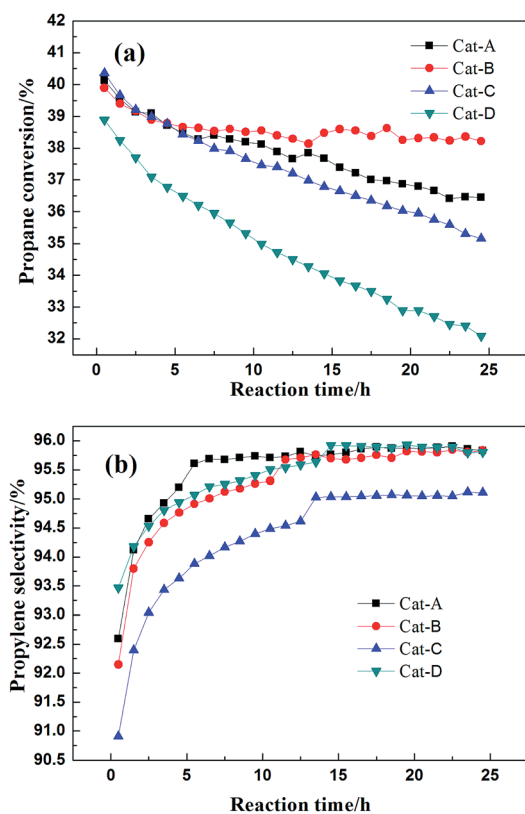 42
41
40
39
38
37
36
35
34
33
32
Propane conversion/%
(a)
Cat-A
Cat-B
Cat-C
Cat-D
0 5 10 15 20 25
Reaction time/h
96.0
95.5
95.0
94.5
94.0
93.5
93.0
92.5
92.0
91.5
91.0
90.5
Propylene selectivity/%
(b)
Cat-A
Cat-B
Cat-C
Cat-D
0 5 10 15 20 25
Reaction time/h